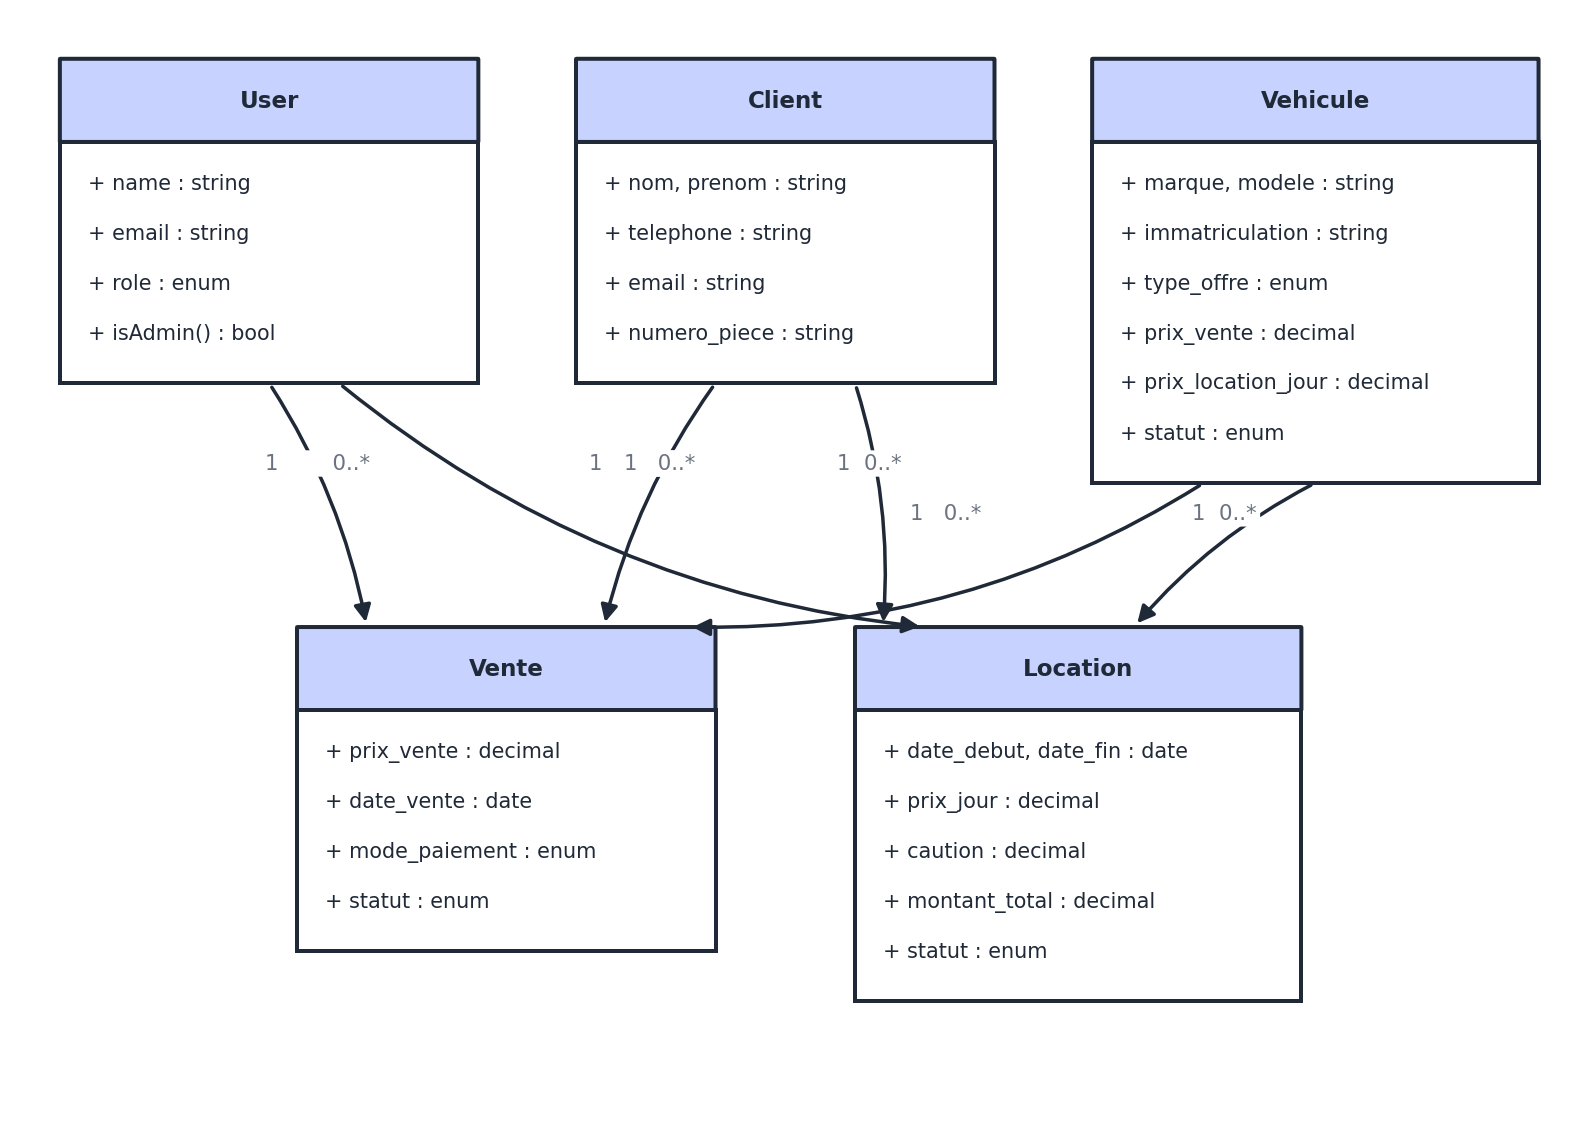 User
+ name : string
+ email : string
+ role : enum
+ isAdmin() : bool
Client
+ nom, prenom : string
+ telephone : string
+ email : string
+ numero_piece : string
Vehicule
+ marque, modele : string
+ immatriculation : string
+ type_offre : enum
+ prix_vente : decimal
+ prix_location_jour : decimal
+ statut : enum
1 0..*
1 1 0..*
1 0..*
1 0..*
1 0..*
Vente
+ prix_vente : decimal
+ date_vente : date
+ mode_paiement : enum
+ statut : enum
Location
+ date_debut, date_fin : date
+ prix_jour : decimal
+ caution : decimal
+ montant_total : decimal
+ statut : enum